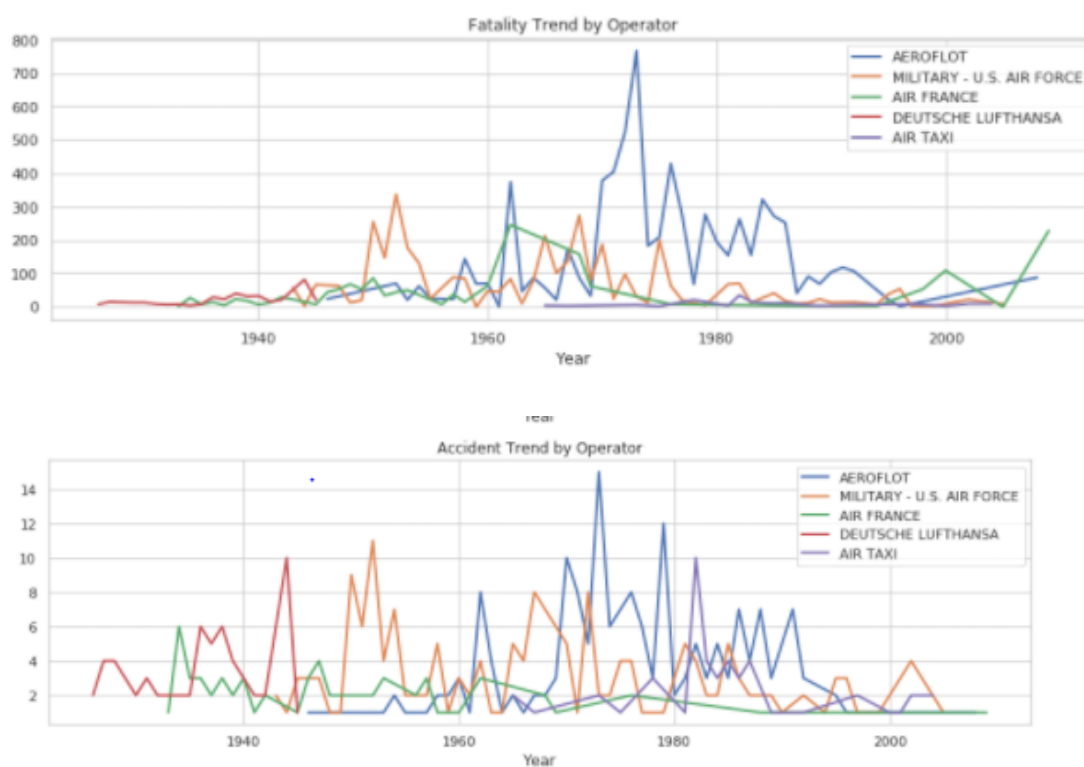 Fatality Trend by Operator
800
700
600
500
400
300
200
100
0
AEROFLOT
MILITARY - U.S. AIR FORCE
AIR FRANCE
DEUTSCHE LUFTHANSA
AIR TAXI
1940 1960 1980 2000
Year
Year
Accident Trend by Operator
14
12
10
8
6
4
2
AEROFLOT
MILITARY - U.S. AIR FORCE
AIR FRANCE
DEUTSCHE LUFTHANSA
AIR TAXI
1940 1960 1980 2000
Year